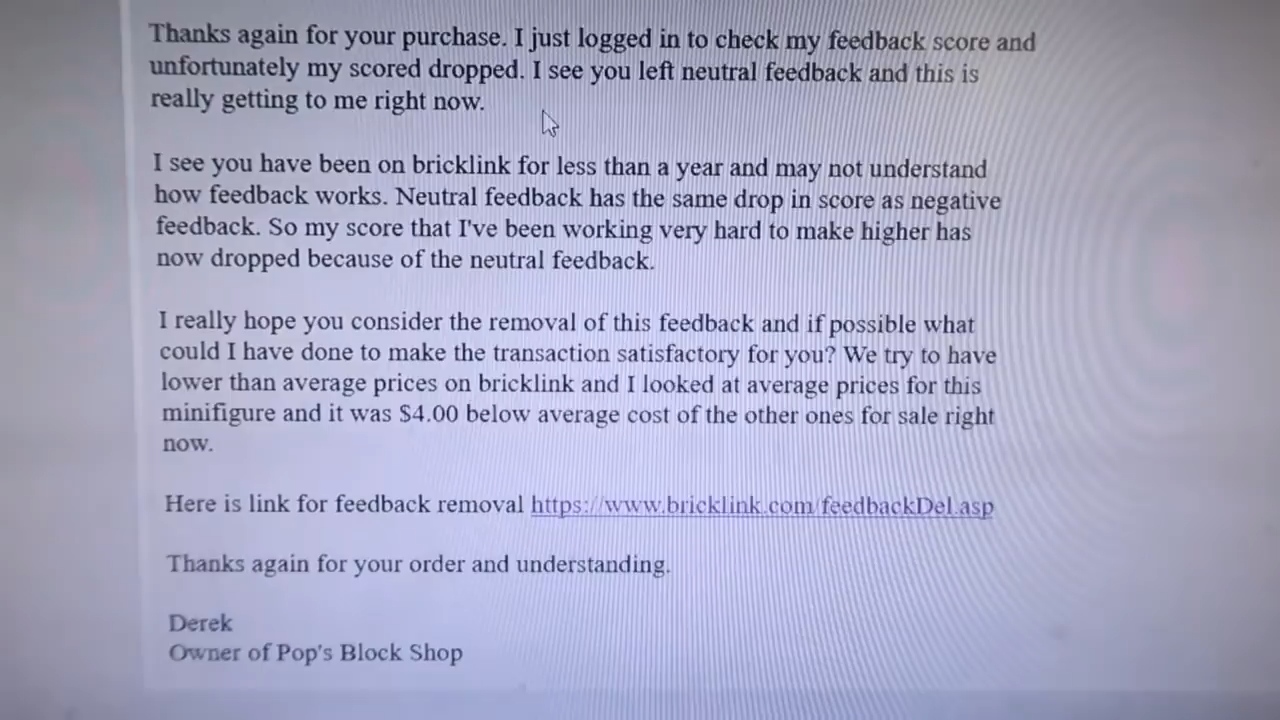 Thanks again for your purchase. I just logged in to check my feedback score and
unfortunately my scored dropped. I see you left neutral feedback and this is
really getting to me right now.
I see you have been on bricklink for less than a year and may not understand
how feedback works. Neutral feedback has the same drop in score as negative
feedback. So my score that I've been working very hard to make higher has
now dropped because of the neutral feedback.
I really hope you consider the removal of this feedback and if possible what
could I have done to make the transaction satisfactory for you? We try to have
lower than average prices on bricklink and I looked at average prices for this
minifigure and it was $4.00 below average cost of the other ones for sale right
now.
Here is link for feedback removal https://www.bricklink.com/feedbackDel.asp
Thanks again for your order and understanding.
Derek
Owner of Pop's Block Shop